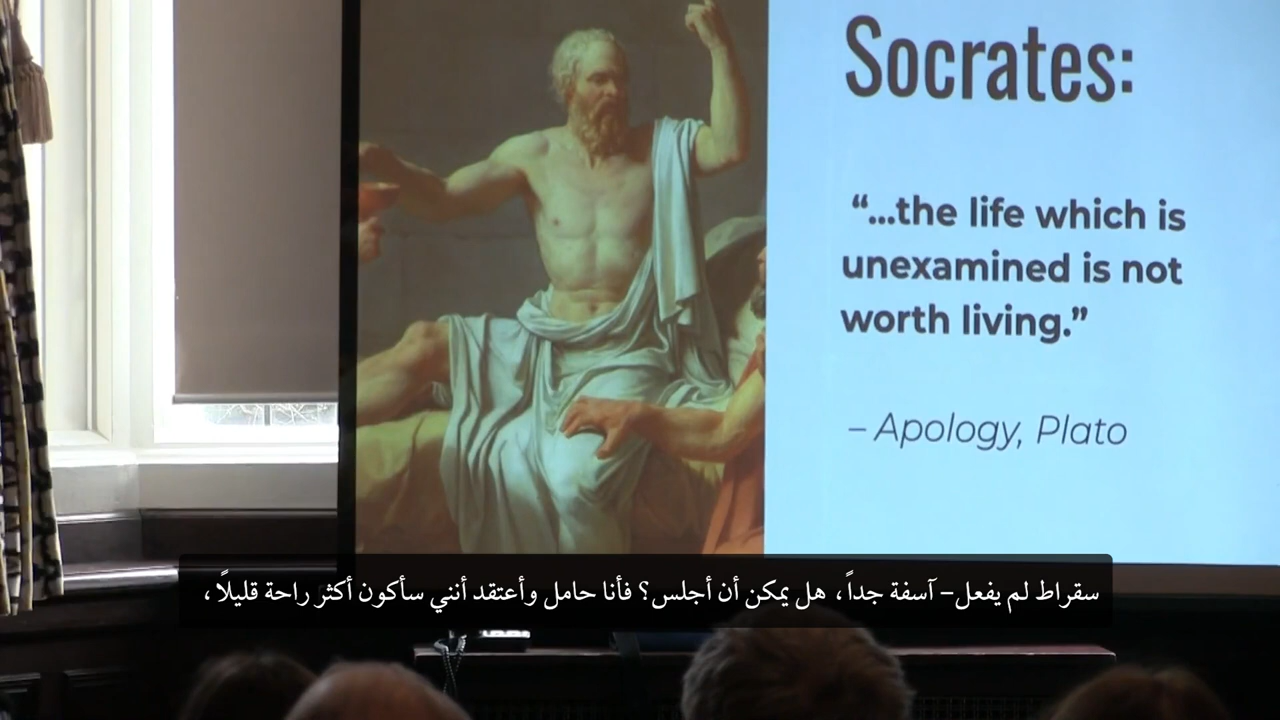 Socrates:
“...the life which is
unexamined is not
worth living.”
– Apology, Plato
سقراط لم يفعل– آسفة جداً، هل يمكن أن أجلس؟ فأنا حامل وأعتقد أنني سأكون أكثر راحة قليلًا،